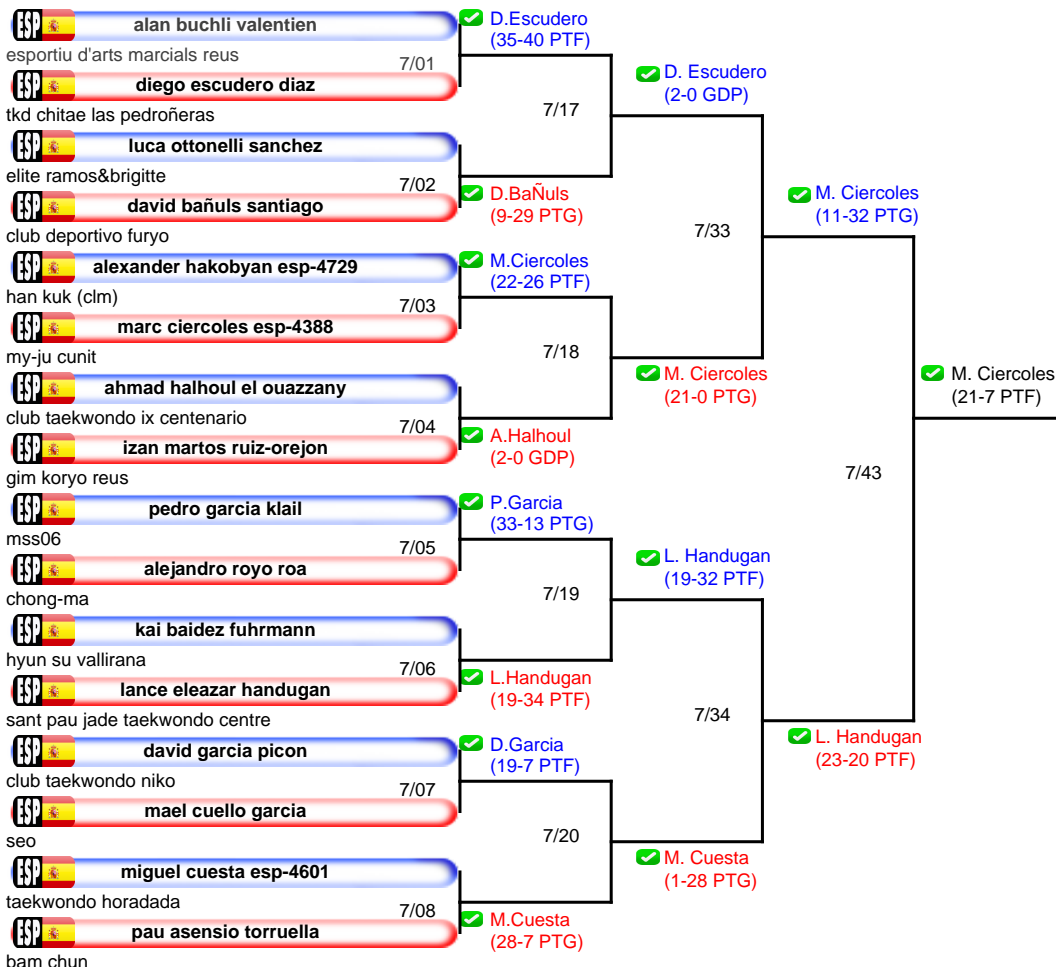 ESP alan buchli valentien
esportiu d'arts marcials reus
7/01
ESP diego escudero diaz
tkd chitae las pedroñeras
ESP luca ottonelli sanchez
elite ramos&brigitte
7/02
ESP david bañuls santiago
club deportivo furyo
ESP alexander hakobyan esp-4729
han kuk (clm)
7/03
ESP marc ciercoles esp-4388
my-ju cunit
ESP ahmad halhoul el ouazzany
club taekwondo ix centenario
7/04
ESP izan martos ruiz-orejon
gim koryo reus
ESP pedro garcia klail
mss06
7/05
ESP alejandro royo roa
chong-ma
ESP kai baidez fuhrmann
hyun su vallirana
7/06
ESP lance eleazar handugan
sant pau jade taekwondo centre
ESP david garcia picon
club taekwondo niko
7/07
ESP mael cuello garcia
seo
ESP miguel cuesta esp-4601
taekwondo horadada
7/08
ESP pau asensio torruella
bam chun
D.Escudero
(35-40 PTF)
7/17
D.BaÑuls
(9-29 PTG)
M.Ciercoles
(22-26 PTF)
7/18
A.Halhoul
(2-0 GDP)
P.Garcia
(33-13 PTG)
7/19
L.Handugan
(19-34 PTF)
D.Garcia
(19-7 PTF)
7/20
M.Cuesta
(28-7 PTG)
D. Escudero
(2-0 GDP)
7/33
M. Ciercoles
(21-0 PTG)
L. Handugan
(19-32 PTF)
7/34
M. Cuesta
(1-28 PTG)
M. Ciercoles
(11-32 PTG)
7/43
L. Handugan
(23-20 PTF)
M. Ciercoles
(21-7 PTF)